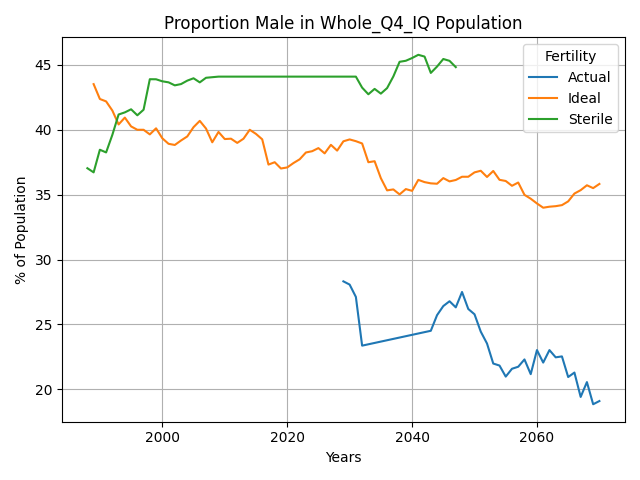 Proportion Male in Whole_Q4_IQ Population
Fertility
Actual
Ideal
Sterile
% of Population
45
40
35
30
25
20
2000
2020
2040
2060
Years